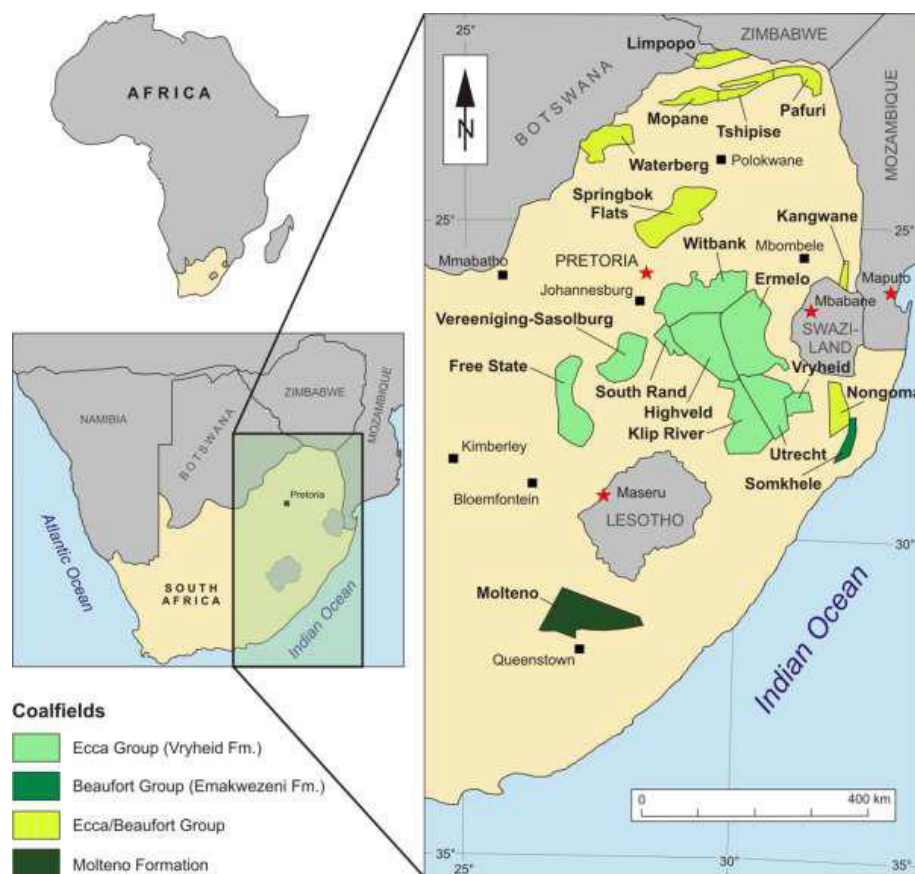 AFRICA
NAMIBIA
BOTSWANA
ZIMBABWE
MOZAMBIQUE
Pretoria
Atlantic Ocean
SOUTH
AFRICA
Indian Ocean
Coalfields
Ecca Group (Vryheid Fm.)
Beaufort Group (Emakwezeni Fm.)
Ecca/Beaufort Group
Molteno Formation
25°
30°
35°
ZIMBABWE
Limpopo
BOTSWANA
MOZAMBIQUE
N
Mopane
Tshipise
Pafuri
Waterberg
Polokwane
Springbok
Flats
25°
25°
Kangwane
Witbank
Mbombele
Mmabatho
PRETORIA
Ermelo
Maputo
Johannesburg
Mbabane
Vereeniging-Sasolburg
SWAZI-
LAND
Free State
Vryheid
South Rand
Nongoma
Highveld
Klip River
Kimberley
Utrecht
Somkhele
Bloemfontein
Maseru
LESOTHO
30°
Molteno
Queenstown
Indian Ocean
0
400 km
35°
25°
30°
35°